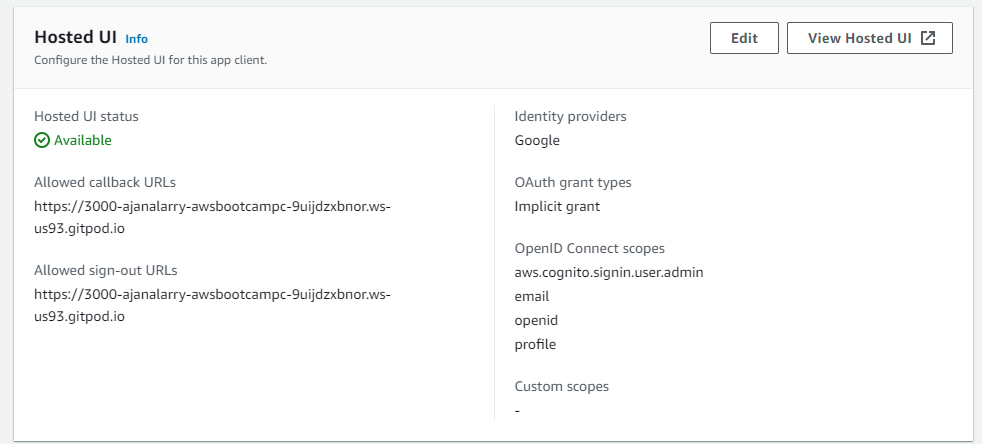 Hosted UI Info
Edit
View Hosted UI
Configure the Hosted UI for this app client.
Hosted UI status
Available
Allowed callback URLs
https://3000-ajanalarry-awsbootcampc-9uijdzxbnor.ws-
us93.gitpod.io
Allowed sign-out URLs
https://3000-ajanalarry-awsbootcampc-9uijdzxbnor.ws-
us93.gitpod.io
Identity providers
Google
OAuth grant types
Implicit grant
OpenID Connect scopes
aws.cognito.signin.user.admin
email
openid
profile
Custom scopes
-